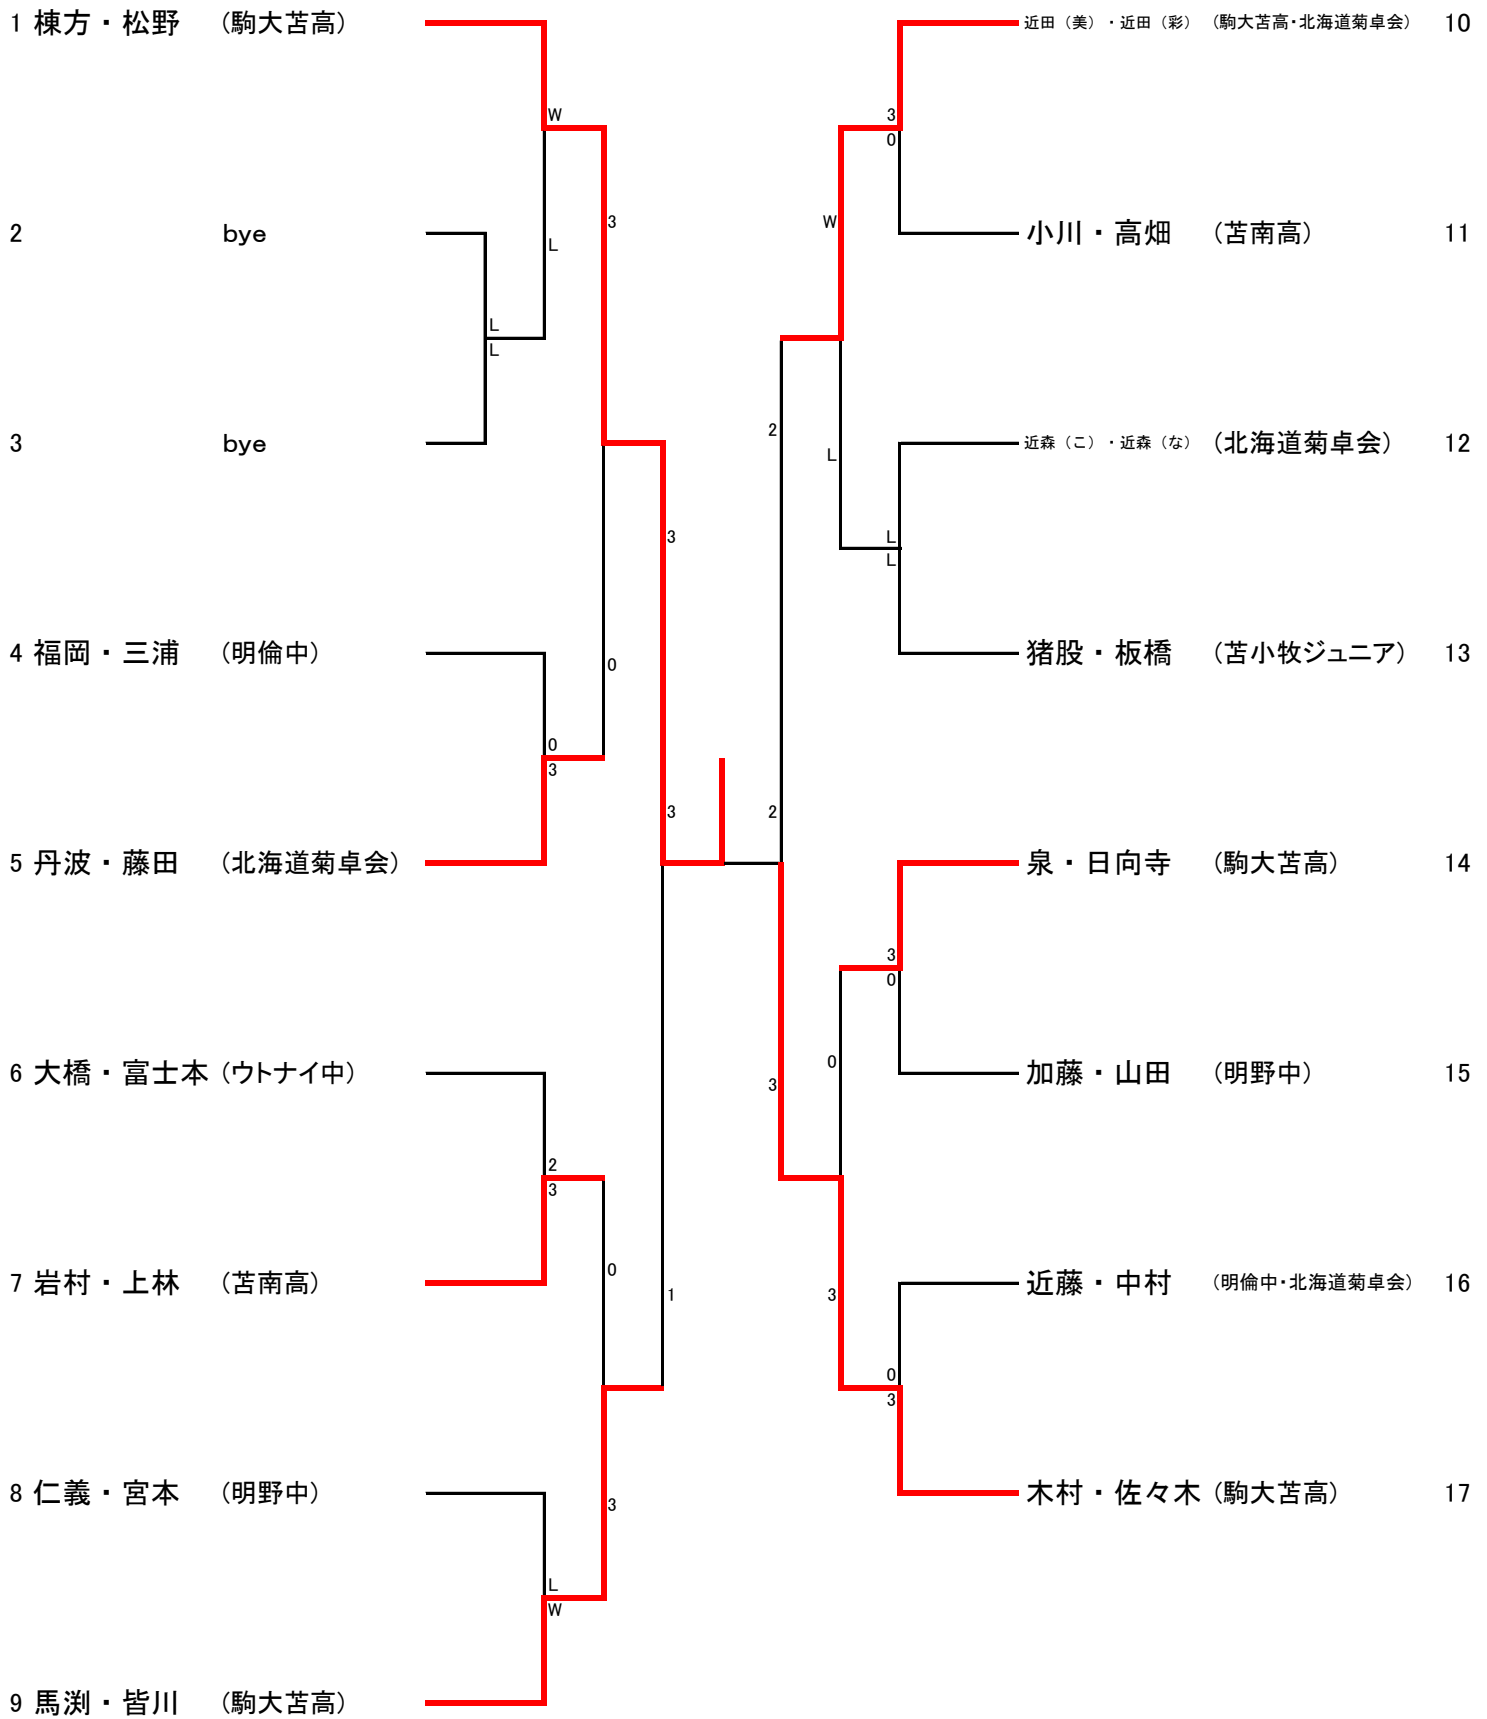 1 棟方・松野 (駒大苫高)
近田（美）・近田（彩） (駒大苫高・北海道菊卓会) 10
W
3
0
2 bye
3
L
W
小川・高畑 (苫南高) 11
L
L
3 bye
2
L
近森（こ）・近森（な） (北海道菊卓会) 12
3
L
L
4 福岡・三浦 (明倫中)
0
猪股・板橋 (苫小牧ジュニア) 13
0
3
3
2
5 丹波・藤田 (北海道菊卓会)
泉・日向寺 (駒大苫高) 14
3
0
6 大橋・富士本 (ウトナイ中)
3
0
加藤・山田 (明野中) 15
2
3
7 岩村・上林 (苫南高)
0
1
3
近藤・中村 (明倫中・北海道菊卓会) 16
0
3
8 仁義・宮本 (明野中)
3
木村・佐々木 (駒大苫高) 17
L
W
9 馬渕・皆川 (駒大苫高)